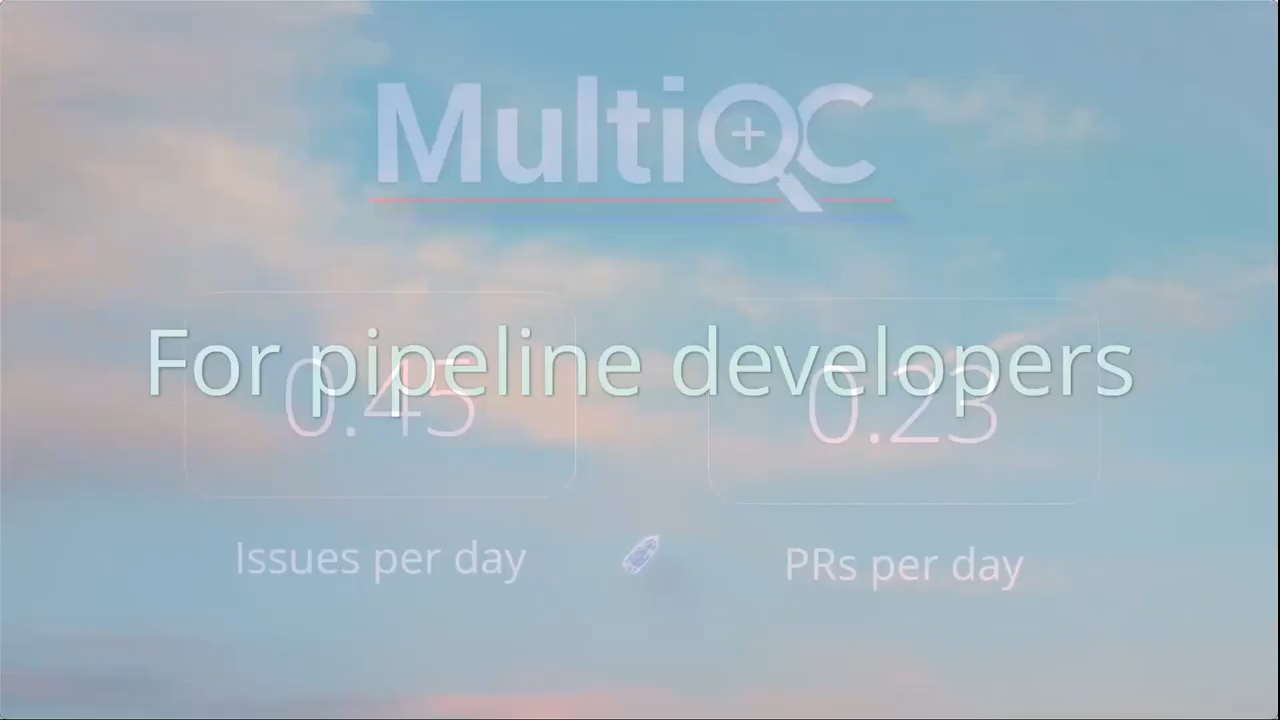 MultiQC
For pipeline developers
0.45
0.23
Issues per day
PRs per day